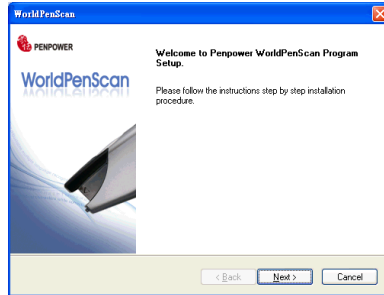 WorldPenScan
PENPOWER
WorldPenScan
Welcome to Penpower WorldPenScan Program
Setup.
Please follow the instructions step by step installation
procedure.
< Back
Next >
Cancel